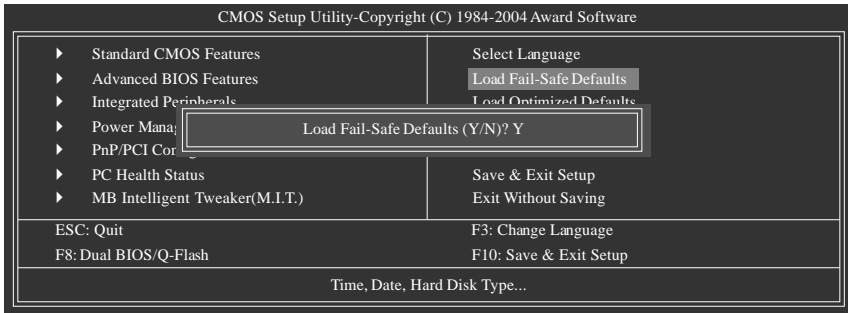 CMOS Setup Utility-Copyright (C) 1984-2004 Award Software
Standard CMOS Features
Select Language
Advanced BIOS Features
Load Fail-Safe Defaults
Integrated Peripherals
Load Optimized Defaults
Power
Load Fail-Safe Defaults (Y/N)? Y
PnP/PCI
PC Health Status
Save & Exit Setup
MB Intelligent Tweaker(M.I.T.)
Exit Without Saving
ESC: Quit
F3: Change Language
F8: Dual BIOS/Q-Flash
F10: Save & Exit Setup
Time, Date, Hard Disk Type...